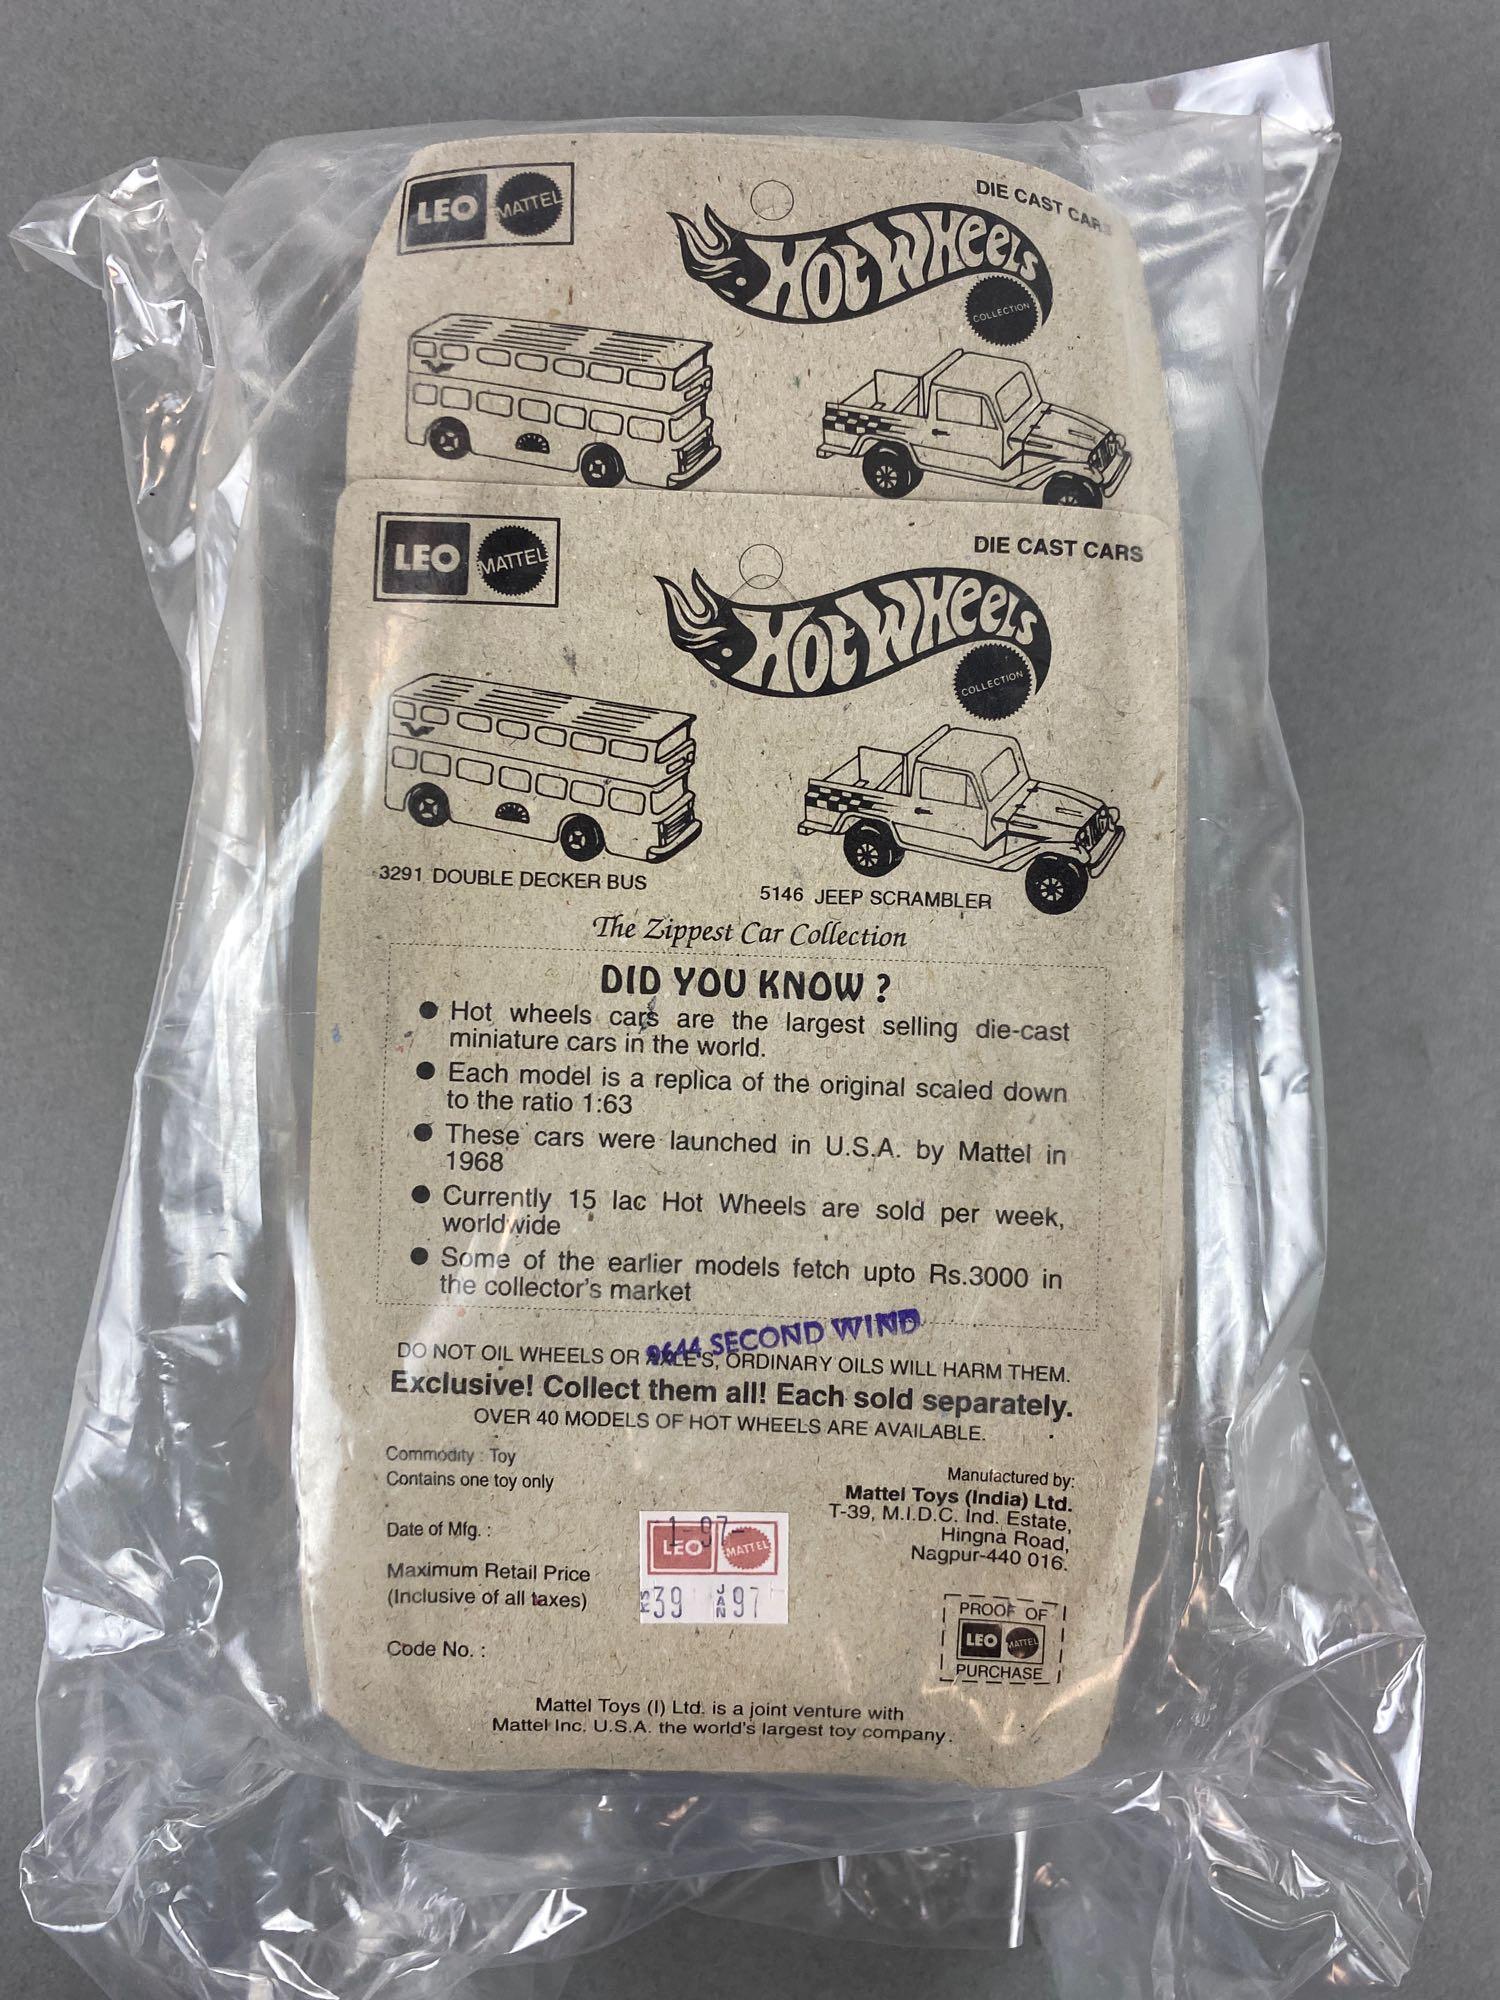 LEO MATTEL
DIE CAST CARS
HOT WHEELS
COLLECTION
LEO MATTEL
DIE CAST CARS
HOT WHEELS
COLLECTION
3291 DOUBLE DECKER BUS
5146 JEEP SCRAMBLER
The Zippest Car Collection
DID YOU KNOW ?
● Hot wheels cars are the largest selling die-cast
miniature cars in the world.
● Each model is a replica of the original scaled down
to the ratio 1:63
● These cars were launched in U.S.A. by Mattel in
1968
● Currently 15 lac Hot Wheels are sold per week,
worldwide
● Some of the earlier models fetch upto Rs.3000 in
the collector's market
9644 SECOND WIND
DO NOT OIL WHEELS OR AXLE'S, ORDINARY OILS WILL HARM THEM.
Exclusive! Collect them all! Each sold separately.
OVER 40 MODELS OF HOT WHEELS ARE AVAILABLE.
Commodity : Toy
Contains one toy only
Date of Mfg. :
Maximum Retail Price
(Inclusive of all taxes)
Code No. :
1-97
LEO MATTEL
39 JAN 97
Manufactured by:
Mattel Toys (India) Ltd.
T-39, M.I.D.C. Ind. Estate,
Hingna Road,
Nagpur-440 016.
PROOF OF
LEO MATTEL
PURCHASE
Mattel Toys (I) Ltd. is a joint venture with
Mattel Inc. U.S.A. the world's largest toy company.